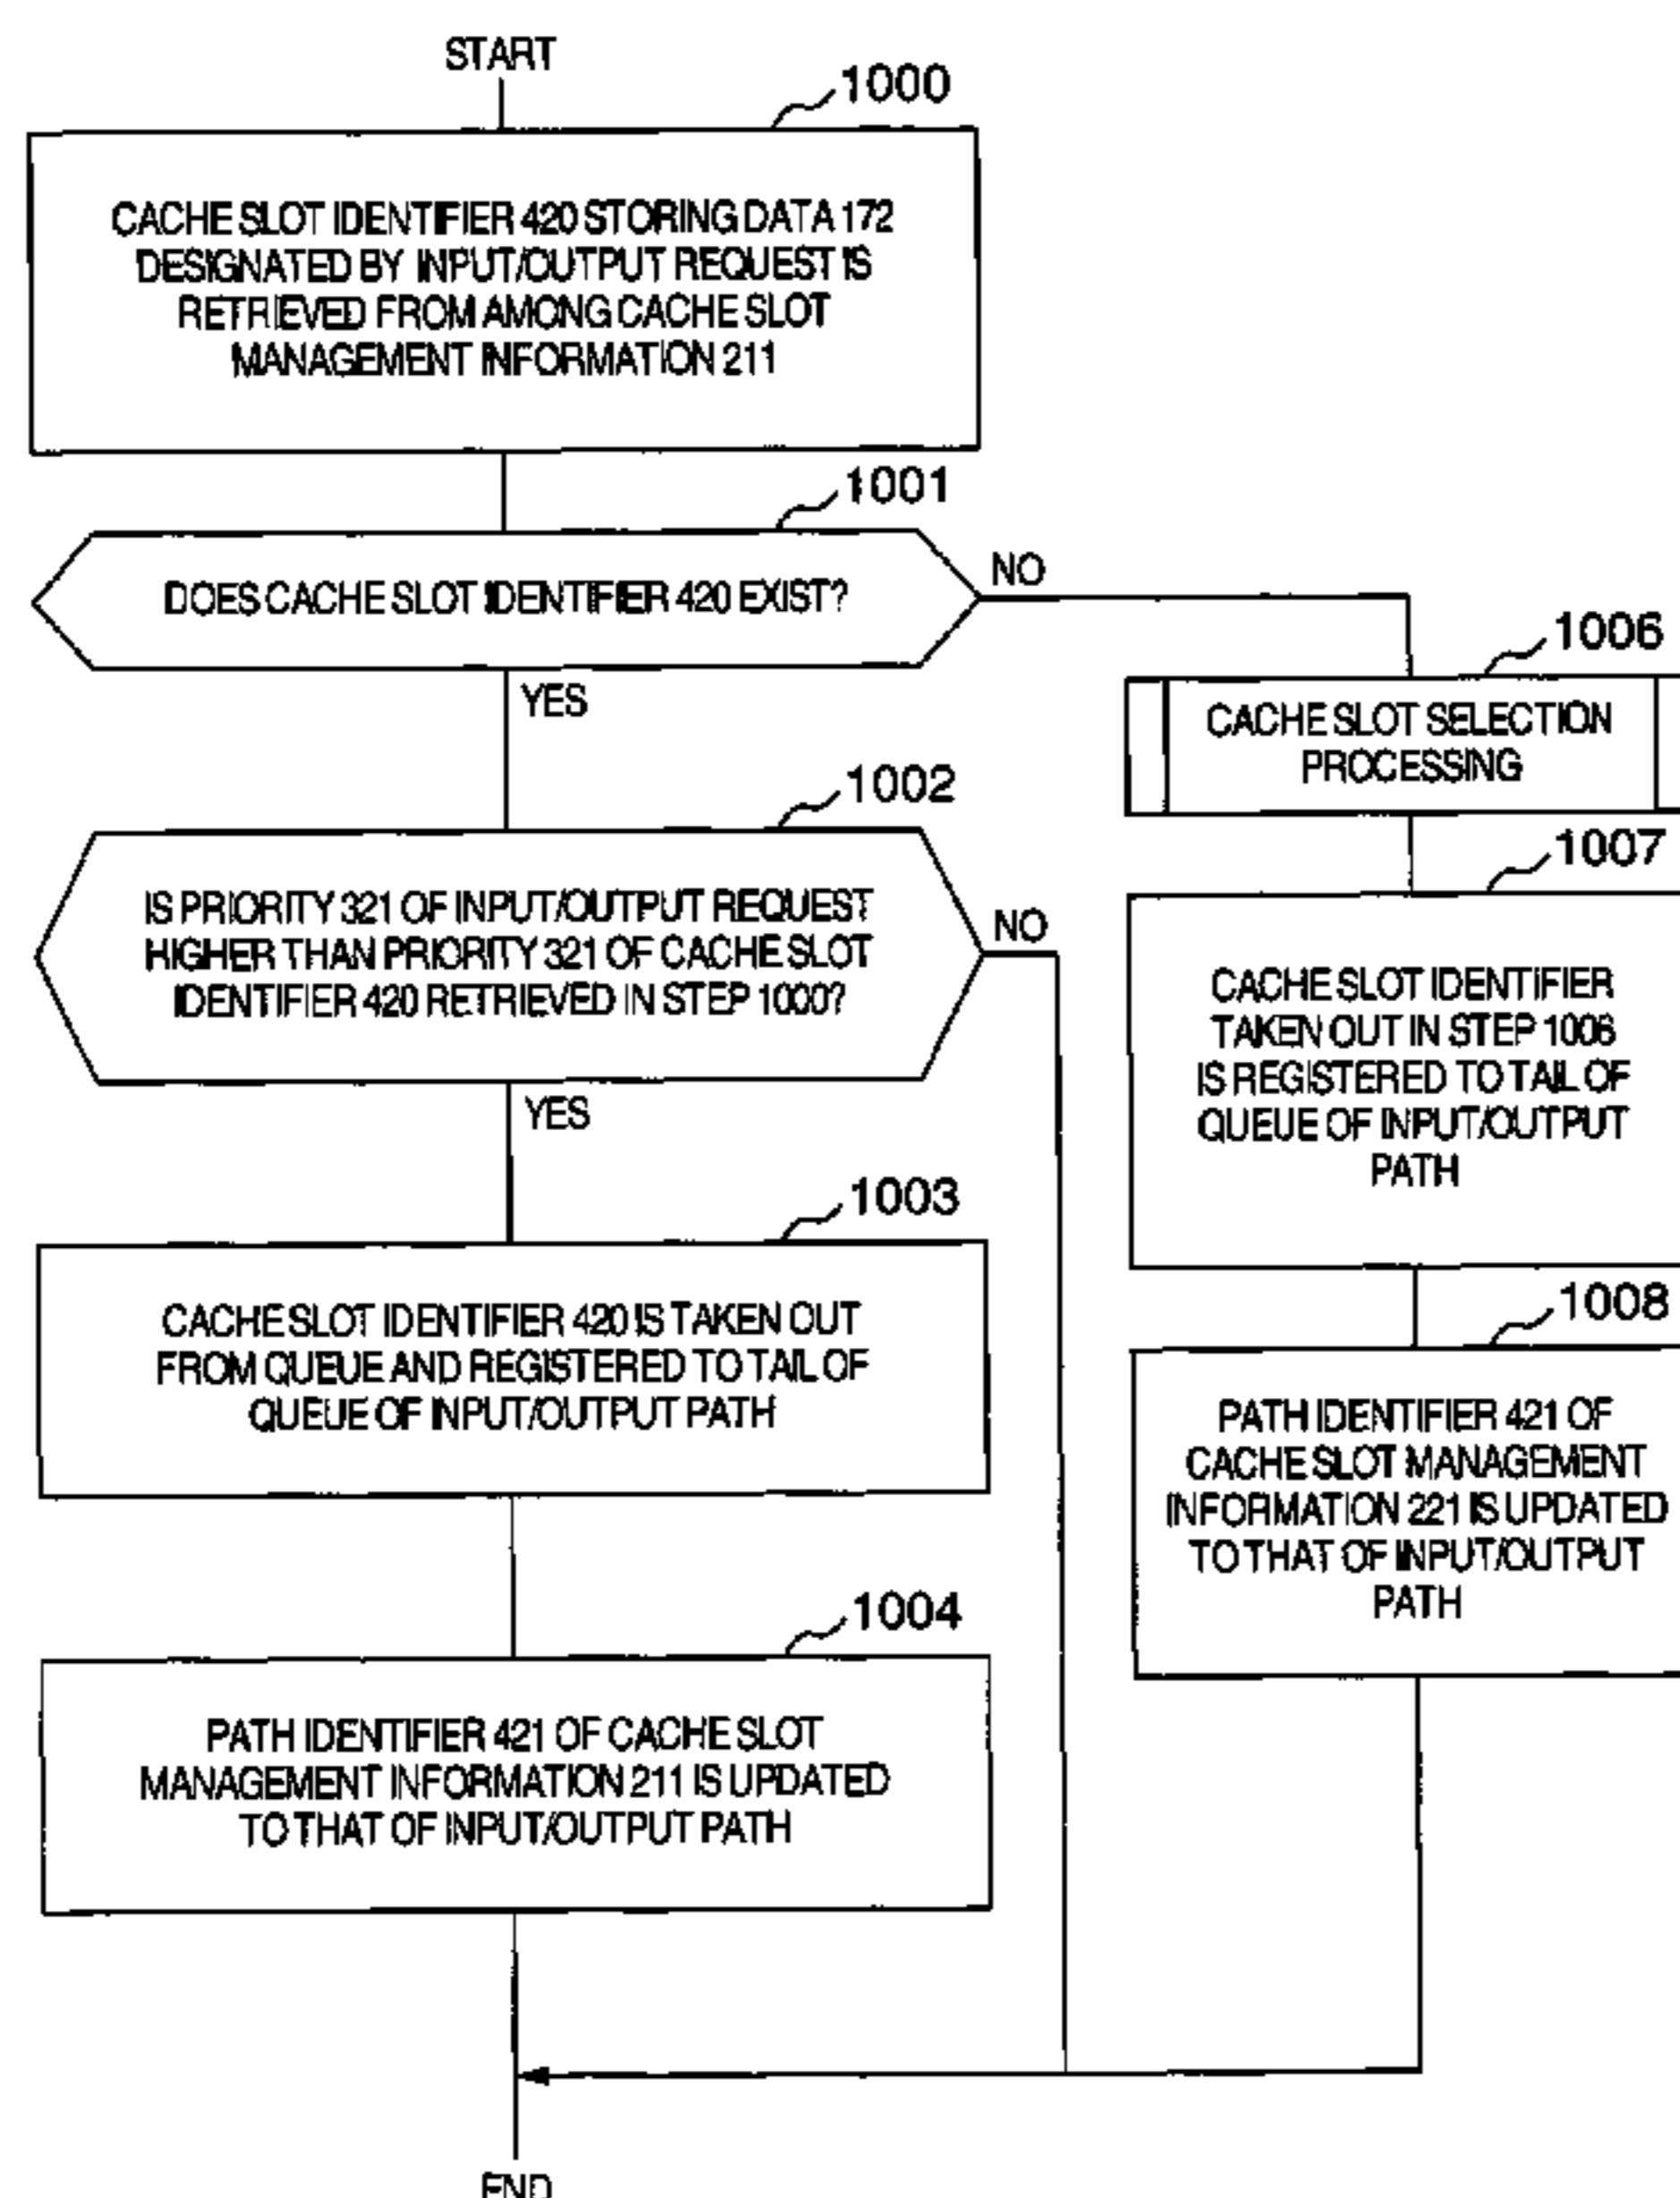 START
1000
CACHE SLOT IDENTIFIER 420 STORING DATA 172
DESIGNATED BY INPUT/OUTPUT REQUEST IS
RETRIEVED FROM AMONG CACHE SLOT
MANAGEMENT INFORMATION 211
1001
DOES CACHE SLOT IDENTIFIER 420 EXIST?
NO
YES
1002
IS PRIORITY 321 OF INPUT/OUTPUT REQUEST
HIGHER THAN PRIORITY 321 OF CACHE SLOT
IDENTIFIER 420 RETRIEVED IN STEP 1000?
NO
YES
1003
CACHE SLOT IDENTIFIER 420 IS TAKEN OUT
FROM QUEUE AND REGISTERED TO TAIL OF
QUEUE OF INPUT/OUTPUT PATH
1004
PATH IDENTIFIER 421 OF CACHE SLOT
MANAGEMENT INFORMATION 211 IS UPDATED
TO THAT OF INPUT/OUTPUT PATH
1006
CACHE SLOT SELECTION
PROCESSING
1007
CACHE SLOT IDENTIFIER
TAKEN OUT IN STEP 1006
IS REGISTERED TO TAIL OF
QUEUE OF INPUT/OUTPUT
PATH
1008
PATH IDENTIFIER 421 OF
CACHE SLOT MANAGEMENT
INFORMATION 221 IS UPDATED
TO THAT OF INPUT/OUTPUT
PATH
END